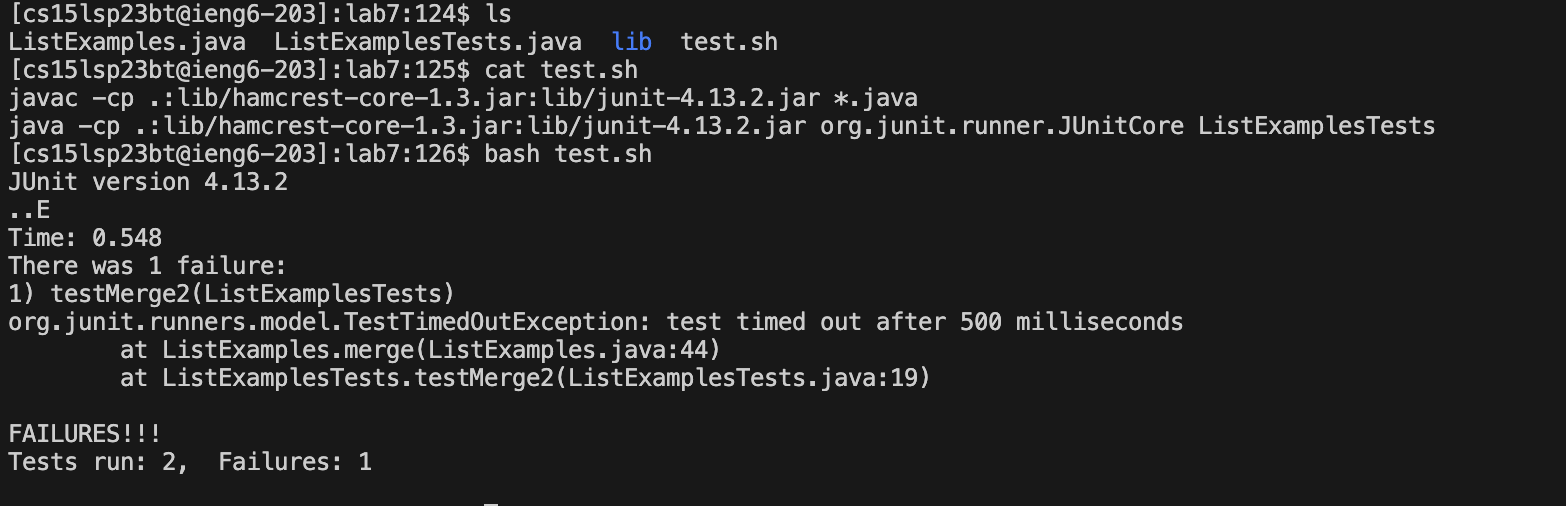 [cs15lsp23bt@ieng6-203]:lab7:124$ ls
ListExamples.java  ListExamplesTests.java  lib  test.sh
[cs15lsp23bt@ieng6-203]:lab7:125$ cat test.sh
javac -cp .:lib/hamcrest-core-1.3.jar:lib/junit-4.13.2.jar *.java
java -cp .:lib/hamcrest-core-1.3.jar:lib/junit-4.13.2.jar org.junit.runner.JUnitCore ListExamplesTests
[cs15lsp23bt@ieng6-203]:lab7:126$ bash test.sh
JUnit version 4.13.2
..E
Time: 0.548
There was 1 failure:
1) testMerge2(ListExamplesTests)
org.junit.runners.model.TestTimedOutException: test timed out after 500 milliseconds
        at ListExamples.merge(ListExamples.java:44)
        at ListExamplesTests.testMerge2(ListExamplesTests.java:19)
FAILURES!!!
Tests run: 2,  Failures: 1